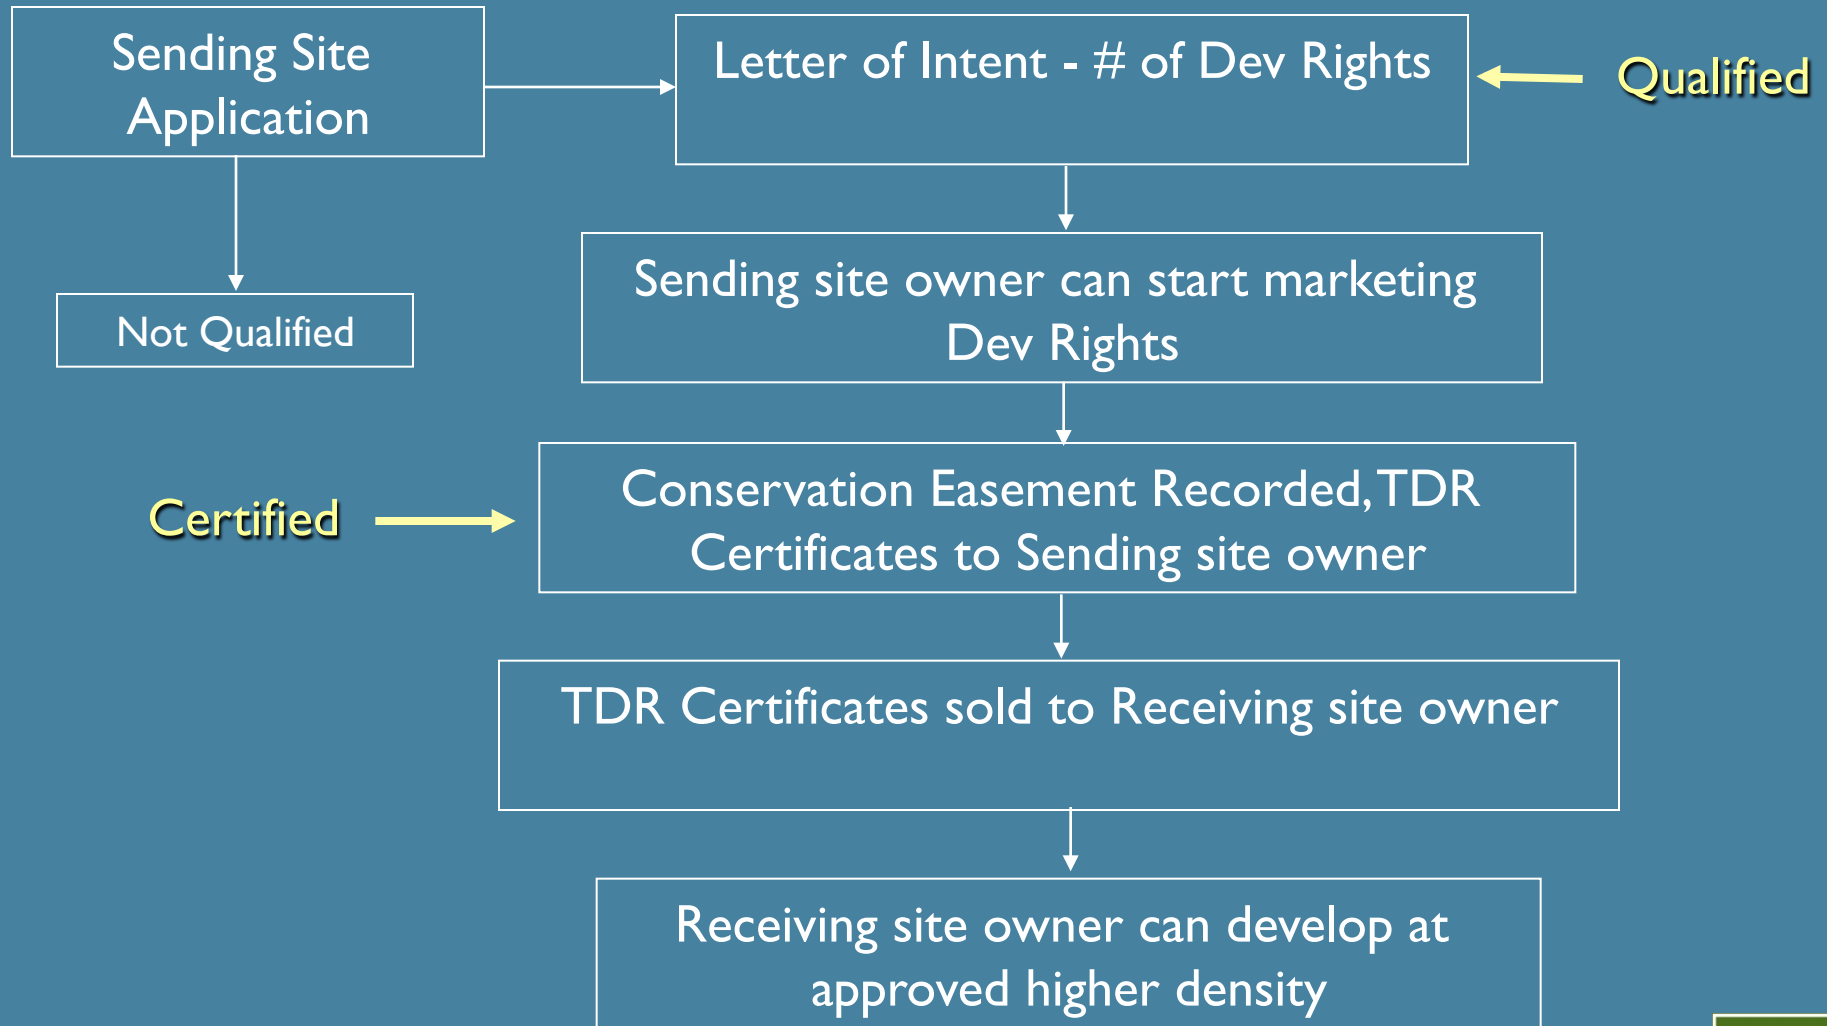 Sending Site
Application
Letter of Intent - # of Dev Rights
Qualified
Not Qualified
Sending site owner can start marketing
Dev Rights
Certified
Conservation Easement Recorded, TDR
Certificates to Sending site owner
TDR Certificates sold to Receiving site owner
Receiving site owner can develop at
approved higher density